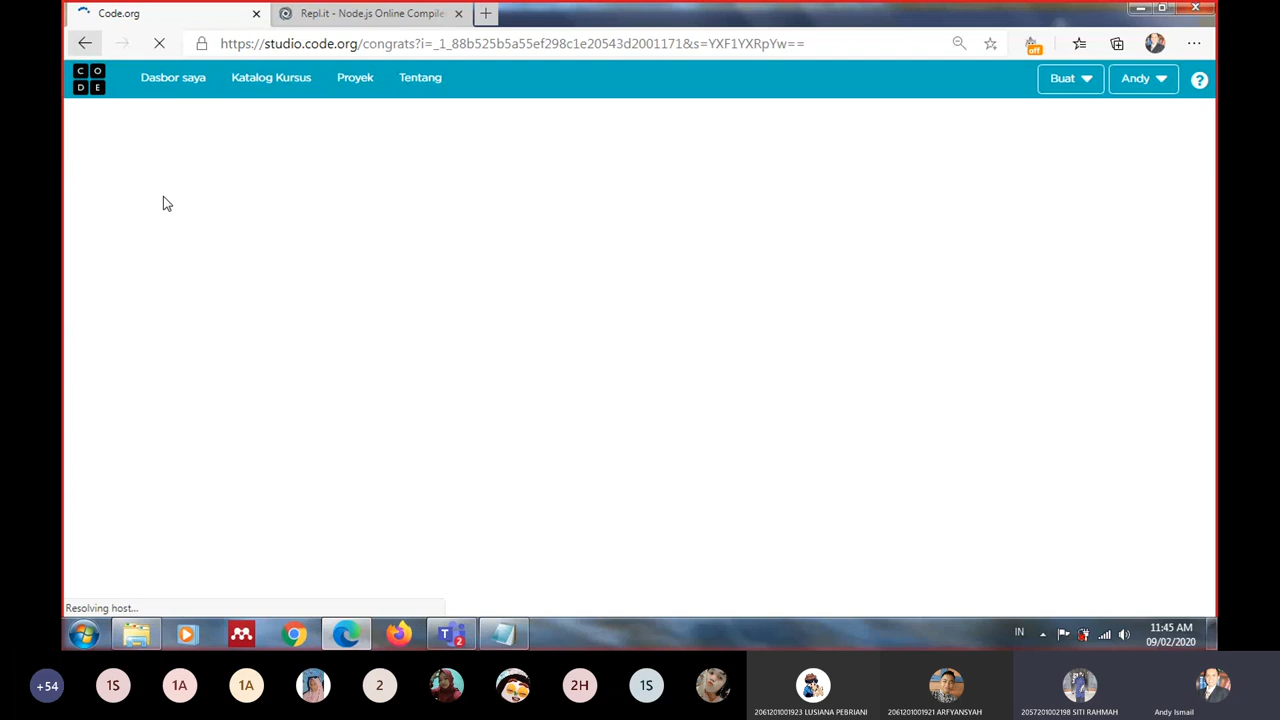 Code.org
Repl.it - Node.js Online Compile
https://studio.code.org/congrats?i=_1_88b525b5a55ef298c1e20543d2001171&s=YXF1YXRpYw==
off
C O D E
Dasbor saya
Katalog Kursus
Proyek
Tentang
Buat
Andy
?
Resolving host...
T
2
IN
11:45 AM
09/02/2020
+54
1S
1A
1A
2
2H
1S
2061201001923 LUSIANA PEBRIANI
2061201001921 ARFYANSYAH
2057201002198 SITI RAHMAH
Andy Ismail